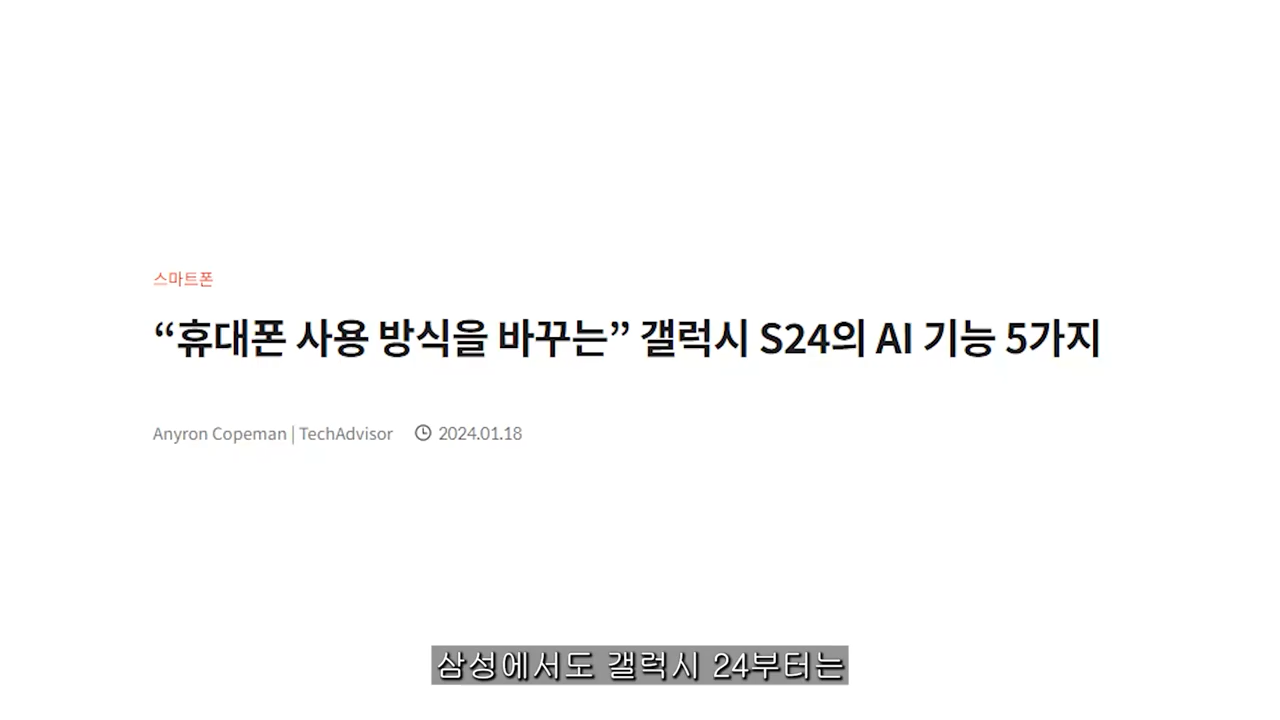 스마트폰
“휴대폰 사용 방식을 바꾸는” 갤럭시 S24의 AI 기능 5가지
Anyron Copeman | TechAdvisor 2024.01.18
삼성에서도 갤럭시 24부터는